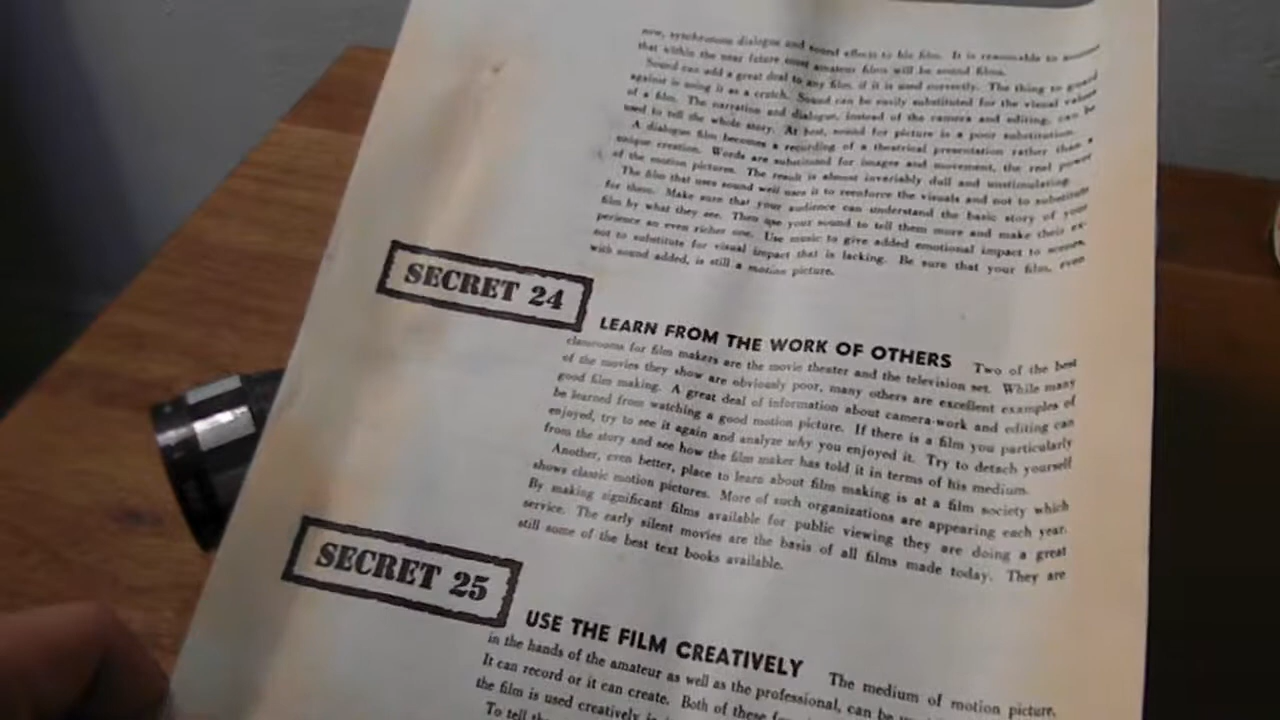 now, synchronous dialogue and sound effects to his film. It is reasonable to assume
that within the near future most amateur films will be sound films.
Sound can add a great deal to any film if it is used correctly. The thing to guard
against is using it as a crutch. Sound can be easily substituted for the visual values
of a film. The narration and dialogue, instead of the camera and editing, can be
used to tell the whole story. At best, sound for picture is a poor substitution.
A dialogue film becomes a recording of a theatrical presentation rather than a
unique creation. Words are substituted for images and movement, the real power
of the motion pictures. The result is almost invariably dull and unstimulating.
The film that uses sound well uses it to reenforce the visuals and not to substitute
for them. Make sure that your audience can understand the basic story of your
film by what they see. Then use your sound to tell them more and make their ex-
perience an even richer one. Use music to give added emotional impact to scenes,
not to substitute for visual impact that is lacking. Be sure that your film, even
with sound added, is still a motion picture.
SECRET 24
LEARN FROM THE WORK OF OTHERS Two of the best
classrooms for film makers are the movie theater and the television set. While many
of the movies they show are obviously poor, many others are excellent examples of
good film making. A great deal of information about camera-work and editing can
be learned from watching a good motion picture. If there is a film you particularly
enjoyed, try to see it again and analyze why you enjoyed it. Try to detach yourself
from the story and see how the film maker has told it in terms of his medium.
Another, even better, place to learn about film making is at a film society which
shows classic motion pictures. More of such organizations are appearing each year.
By making significant films available for public viewing they are doing a great
service. The early silent movies are the basis of all films made today. They are
still some of the best text books available.
SECRET 25
USE THE FILM CREATIVELY The medium of motion picture,
in the hands of the amateur as well as the professional, can be
It can record or it can create. Both of these
the film is used creatively
To tell the